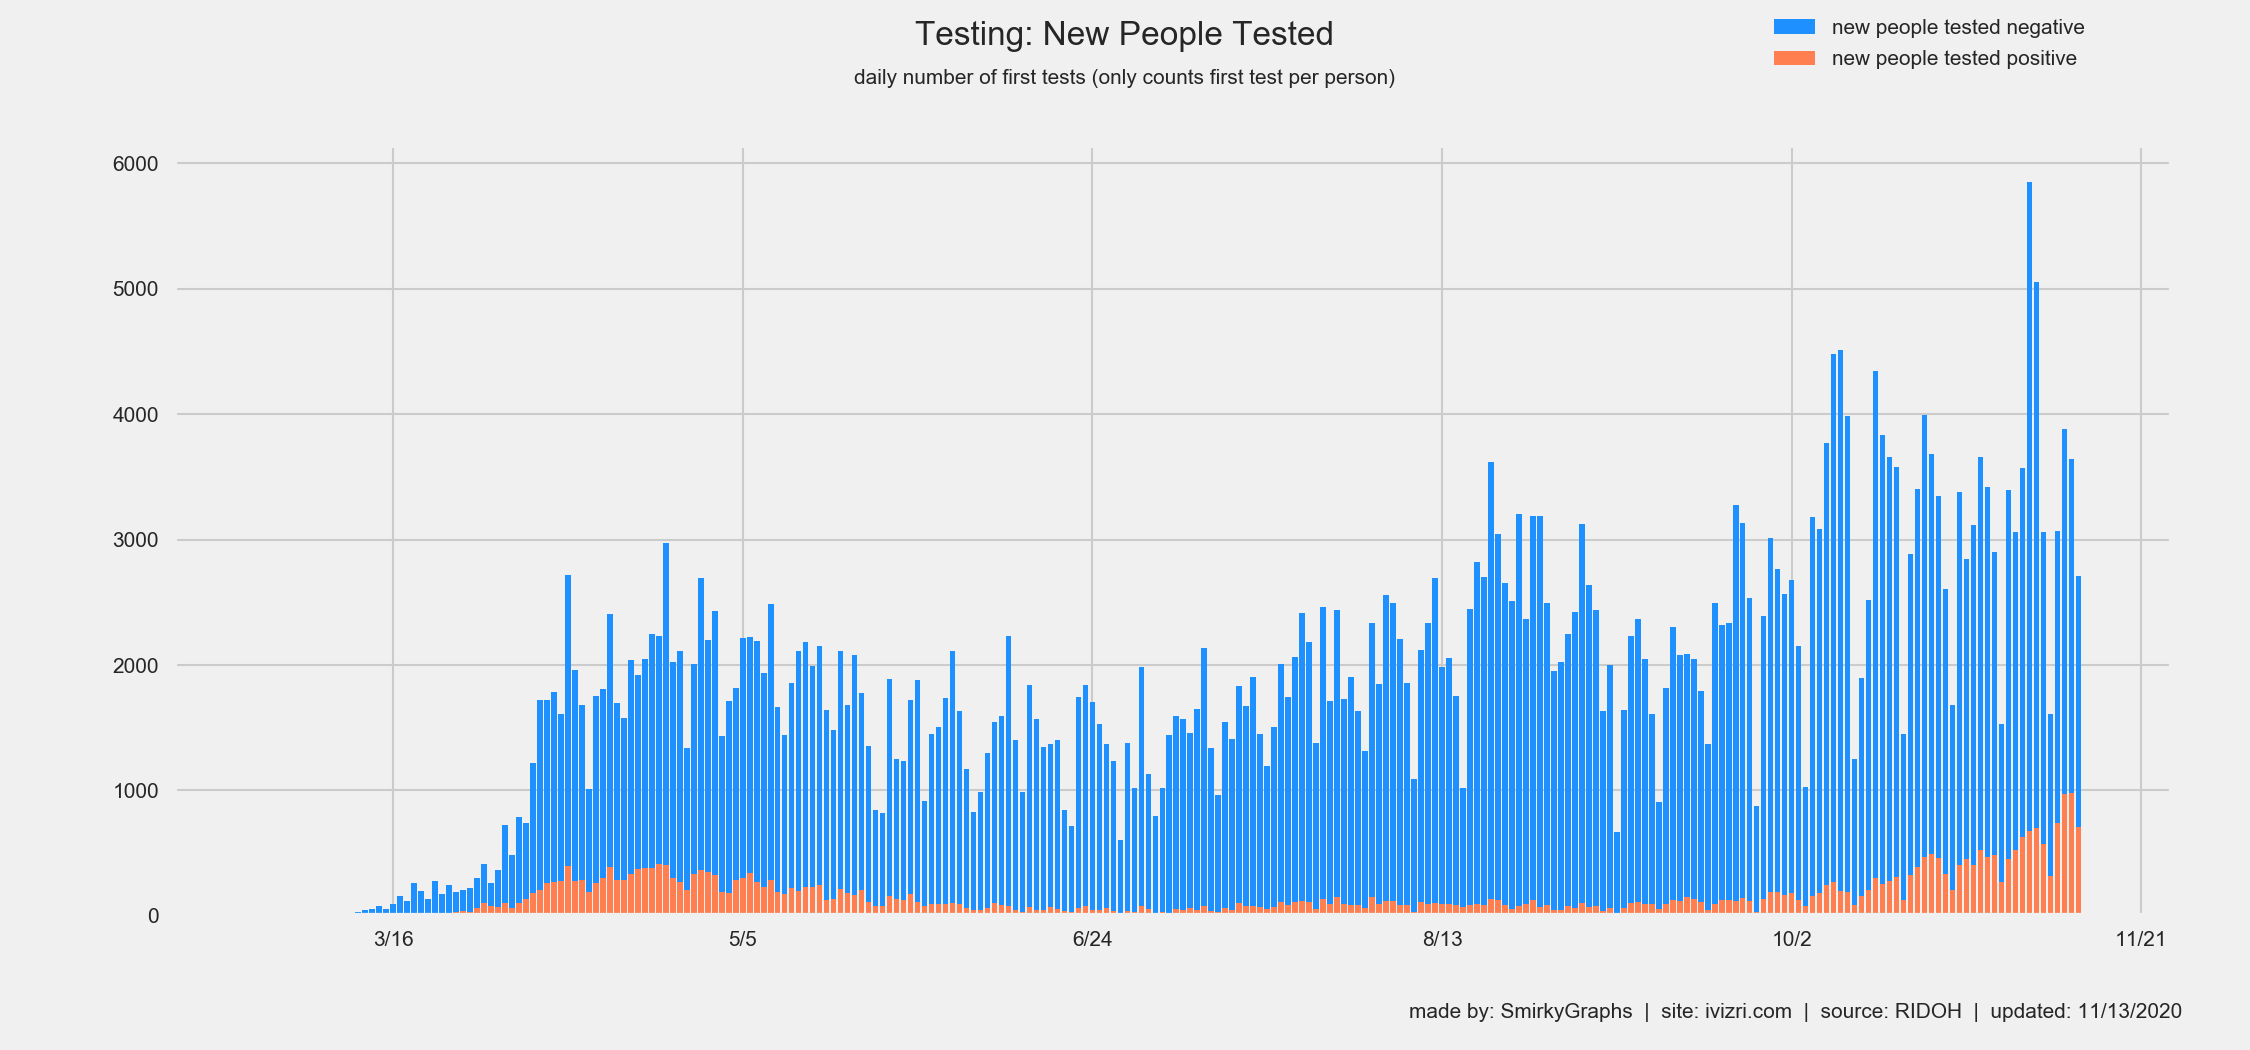 Testing: New People Tested
daily number of first tests (only counts first test per person)
new people tested negative
new people tested positive
6000
5000
4000
3000
2000
1000
0
3/16 5/5 6/24 8/13 10/2 11/21
made by: SmirkyGraphs | site: ivizri.com | source: RIDOH | updated: 11/13/2020